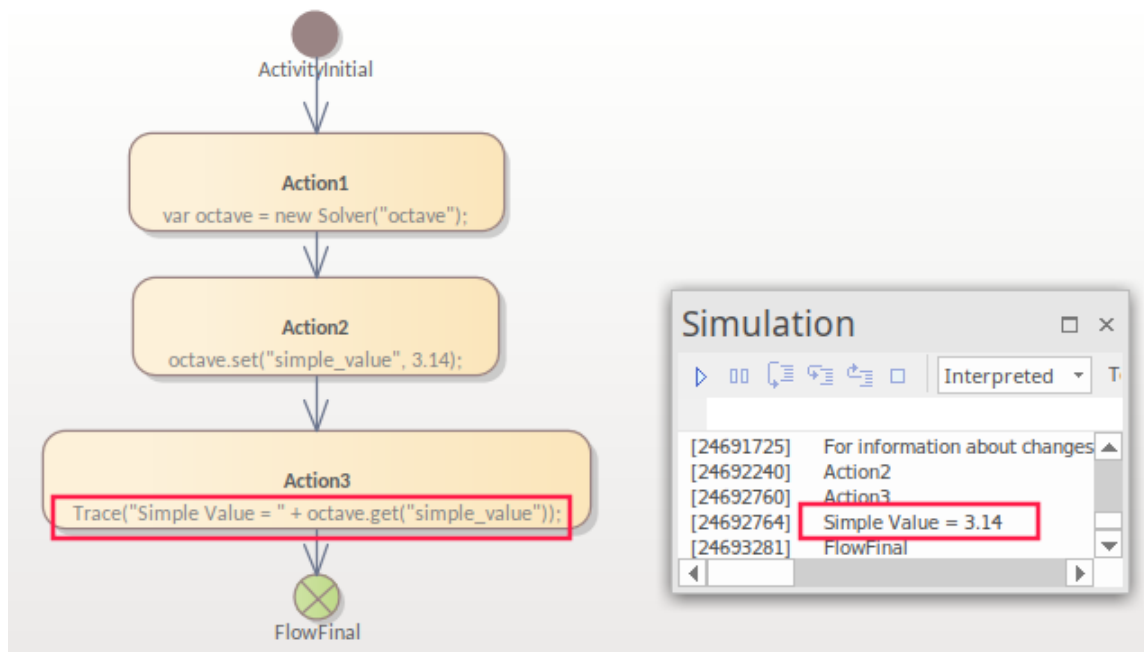 ActivityInitial
Action1
var octave = new Solver("octave");
Action2
octave.set("simple_value", 3.14);
Action3
Trace("Simple Value = " + octave.get("simple_value"));
FlowFinal
Simulation
Interpreted
[24691725] For information about changes
[24692240] Action2
[24692760] Action3
[24692764] Simple Value = 3.14
[24693281] FlowFinal